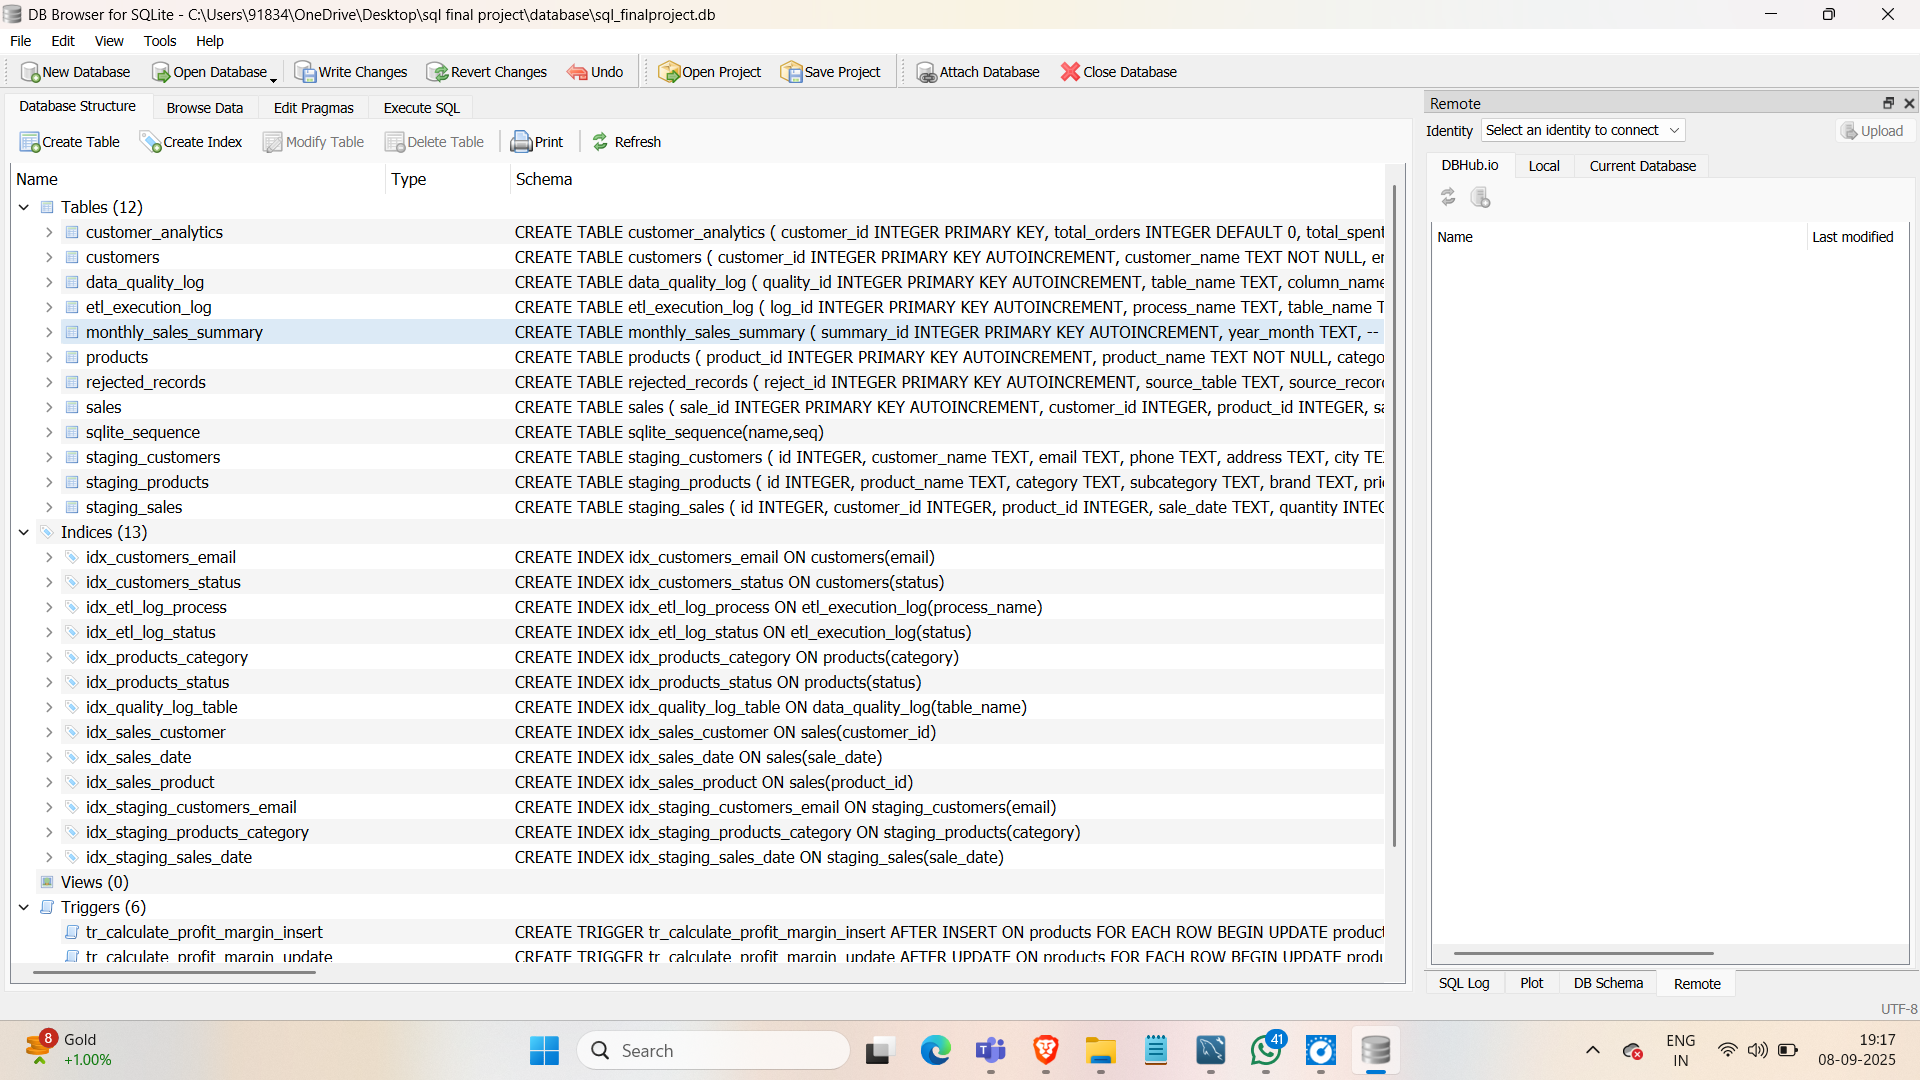 DB Browser for SQLite - C:\Users\91834\OneDrive\Desktop\sql final project\database\sql_finalproject.db
File Edit View Tools Help
New Database Open Database Write Changes Revert Changes Undo Open Project Save Project Attach Database Close Database
Database Structure Browse Data Edit Pragmas Execute SQL
Create Table Create Index Modify Table Delete Table Print Refresh
Name Type Schema
Tables (12)
customer_analytics CREATE TABLE customer_analytics ( customer_id INTEGER PRIMARY KEY, total_orders INTEGER DEFAULT 0, total_spent
customers CREATE TABLE customers ( customer_id INTEGER PRIMARY KEY AUTOINCREMENT, customer_name TEXT NOT NULL, em
data_quality_log CREATE TABLE data_quality_log ( quality_id INTEGER PRIMARY KEY AUTOINCREMENT, table_name TEXT, column_name
etl_execution_log CREATE TABLE etl_execution_log ( log_id INTEGER PRIMARY KEY AUTOINCREMENT, process_name TEXT, table_name T
monthly_sales_summary CREATE TABLE monthly_sales_summary ( summary_id INTEGER PRIMARY KEY AUTOINCREMENT, year_month TEXT, --
products CREATE TABLE products ( product_id INTEGER PRIMARY KEY AUTOINCREMENT, product_name TEXT NOT NULL, catego
rejected_records CREATE TABLE rejected_records ( reject_id INTEGER PRIMARY KEY AUTOINCREMENT, source_table TEXT, source_recor
sales CREATE TABLE sales ( sale_id INTEGER PRIMARY KEY AUTOINCREMENT, customer_id INTEGER, product_id INTEGER, sa
sqlite_sequence CREATE TABLE sqlite_sequence(name,seq)
staging_customers CREATE TABLE staging_customers ( id INTEGER, customer_name TEXT, email TEXT, phone TEXT, address TEXT, city TE
staging_products CREATE TABLE staging_products ( id INTEGER, product_name TEXT, category TEXT, subcategory TEXT, brand TEXT, pri
staging_sales CREATE TABLE staging_sales ( id INTEGER, customer_id INTEGER, product_id INTEGER, sale_date TEXT, quantity INTEG
Indices (13)
idx_customers_email CREATE INDEX idx_customers_email ON customers(email)
idx_customers_status CREATE INDEX idx_customers_status ON customers(status)
idx_etl_log_process CREATE INDEX idx_etl_log_process ON etl_execution_log(process_name)
idx_etl_log_status CREATE INDEX idx_etl_log_status ON etl_execution_log(status)
idx_products_category CREATE INDEX idx_products_category ON products(category)
idx_products_status CREATE INDEX idx_products_status ON products(status)
idx_quality_log_table CREATE INDEX idx_quality_log_table ON data_quality_log(table_name)
idx_sales_customer CREATE INDEX idx_sales_customer ON sales(customer_id)
idx_sales_date CREATE INDEX idx_sales_date ON sales(sale_date)
idx_sales_product CREATE INDEX idx_sales_product ON sales(product_id)
idx_staging_customers_email CREATE INDEX idx_staging_customers_email ON staging_customers(email)
idx_staging_products_category CREATE INDEX idx_staging_products_category ON staging_products(category)
idx_staging_sales_date CREATE INDEX idx_staging_sales_date ON staging_sales(sale_date)
Views (0)
Triggers (6)
tr_calculate_profit_margin_insert CREATE TRIGGER tr_calculate_profit_margin_insert AFTER INSERT ON products FOR EACH ROW BEGIN UPDATE product
tr_calculate_profit_margin_update CREATE TRIGGER tr_calculate_profit_margin_update AFTER UPDATE ON products FOR EACH ROW BEGIN UPDATE produ
Remote
Identity Select an identity to connect Upload
DBHub.io Local Current Database
Name Last modified
SQL Log Plot DB Schema Remote
UTF-8
8 Gold
+1.00%
Search
41
ENG
IN
19:17
08-09-2025